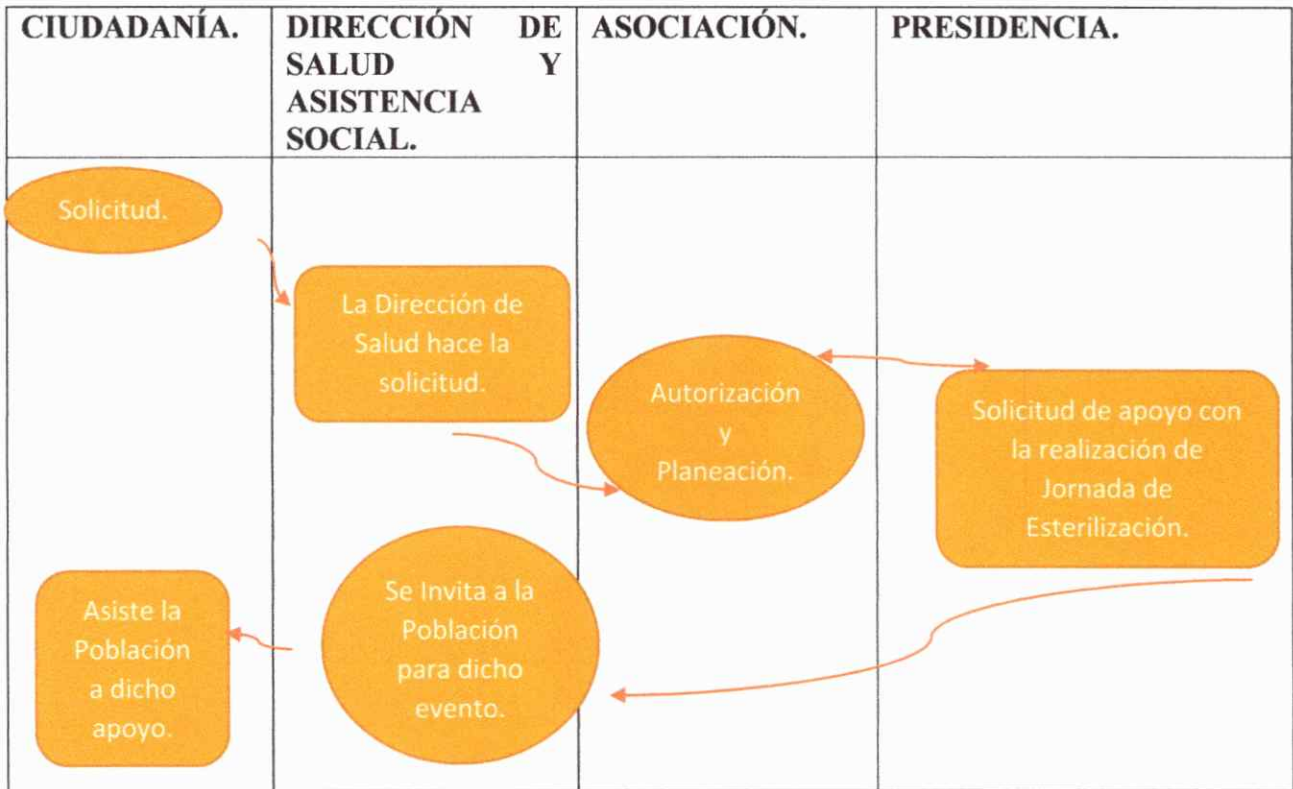 CIUDADANÍA.
DIRECCIÓN DE
SALUD Y
ASISTENCIA
SOCIAL.
ASOCIACIÓN.
PRESIDENCIA.
Solicitud.
La Dirección de
Salud hace la
solicitud.
Autorización
y
Planeación.
Solicitud de apoyo con
la realización de
Jornada de
Esterilización.
Se Invita a la
Población
para dicho
evento.
Asiste la
Población
a dicho
apoyo.